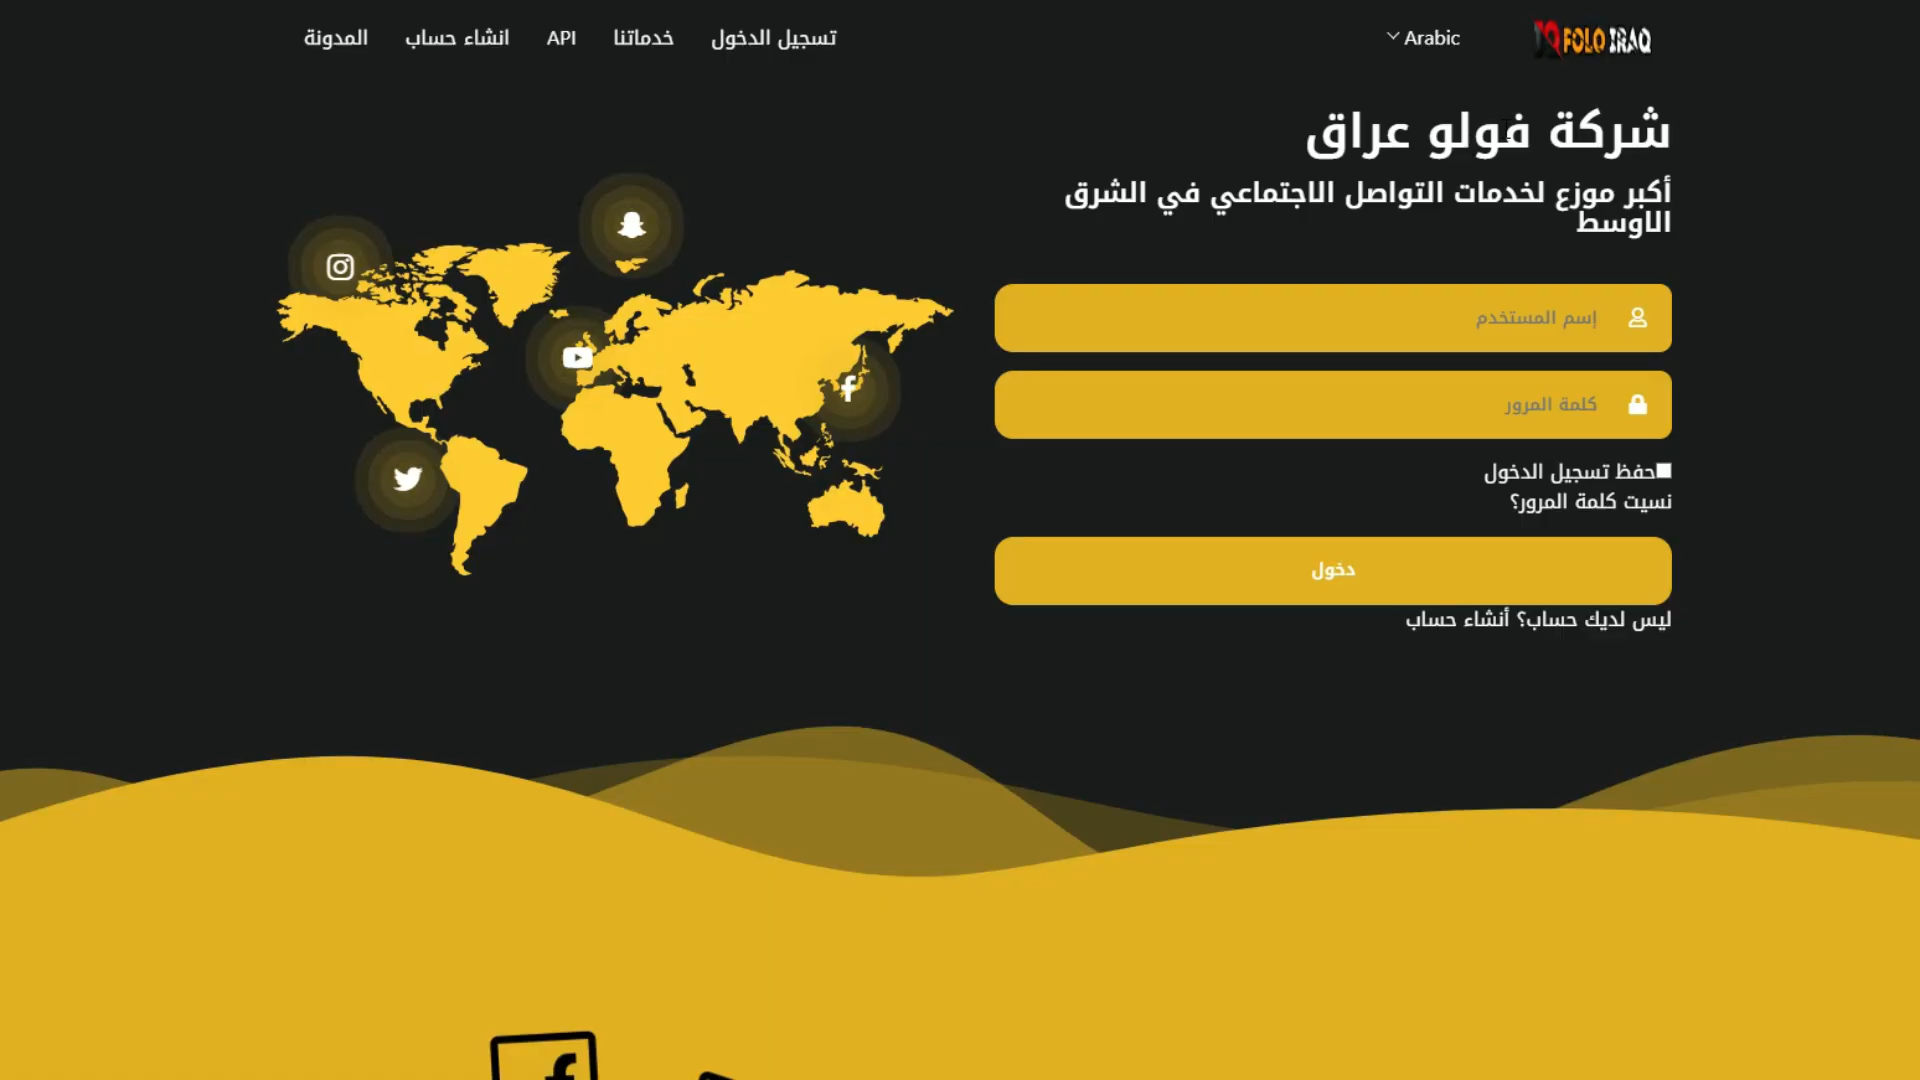 FOLO IRAQ
Arabic
تسجيل الدخول
خدماتنا
API
انشاء حساب
المدونة
شركة فولو عراق
أكبر موزع لخدمات التواصل الاجتماعي في الشرق
الاوسط
إسم المستخدم
كلمة المرور
حفظ تسجيل الدخول
نسيت كلمة المرور؟
دخول
ليس لديك حساب؟ أنشاء حساب